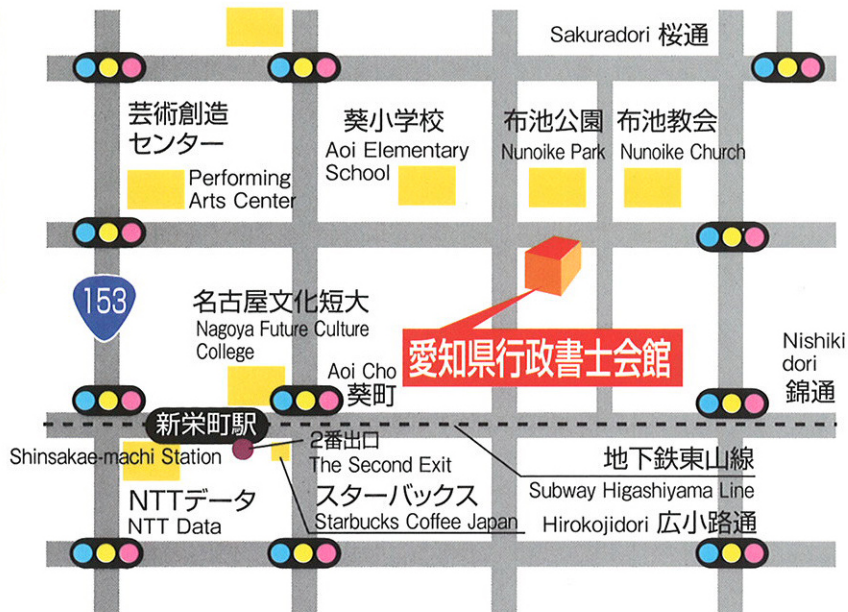 Sakuradori 桜通
芸術創造
センター
Performing
Arts Center
葵小学校
Aoi Elementary
School
布池公園
Nunoike Park
布池教会
Nunoike Church
153
名古屋文化短大
Nagoya Future Culture
College
愛知県行政書士会館
Aoi Cho
葵町
Nishiki
dori
錦通
新栄町駅
Shinsakae-machi Station
2番出口
The Second Exit
地下鉄東山線
Subway Higashiyama Line
NTTデータ
NTT Data
スターバックス
Starbucks Coffee Japan
Hirokojidori 広小路通